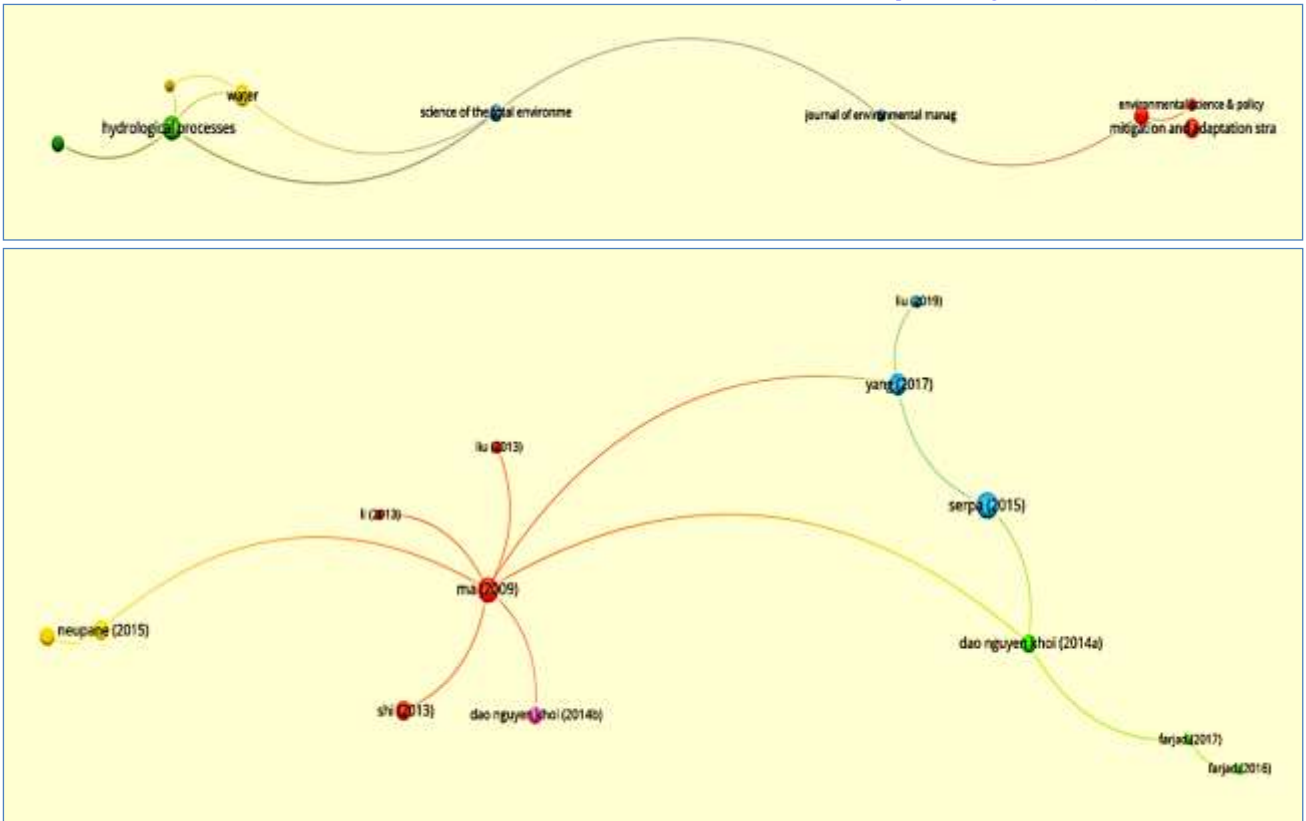 water
hydrological processes
science of the total environme
journal of environmental manag
environmental science & policy
mitigation and adaptation stra
liu (2019)
yang (2017)
liu (2013)
serpa (2015)
li (2013)
ma (2009)
neupane (2015)
dao nguyen khoi (2014a)
shi (2013)
dao nguyen khoi (2014b)
farjad (2017)
farjad (2016)